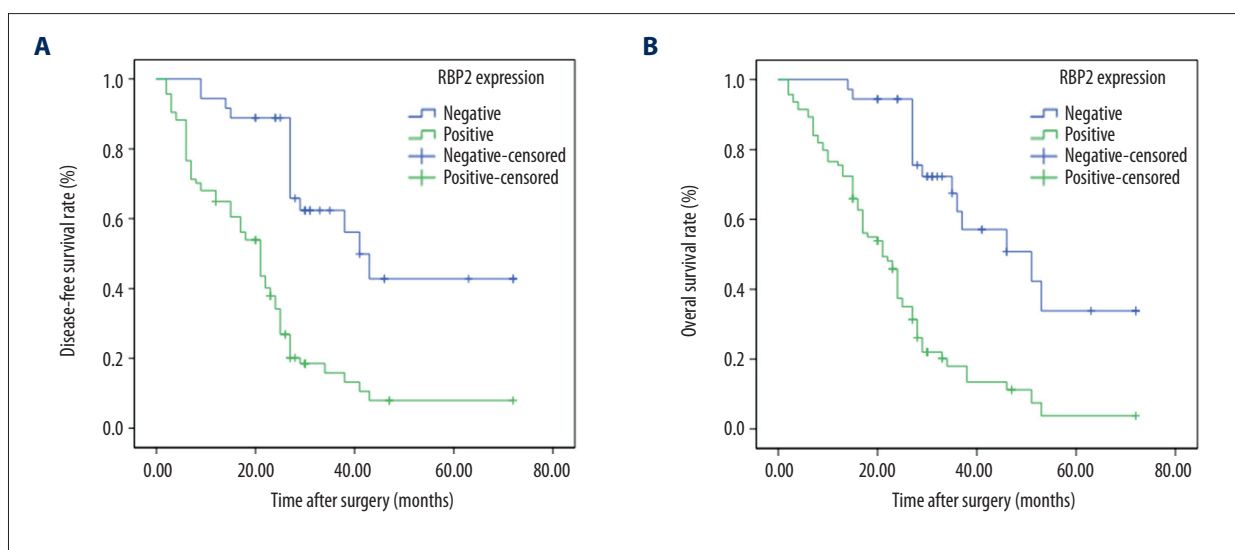 A
RBP2 expression
Negative
Positive
Negative-censored
Positive-censored
Disease-free survival rate (%)
1.0
0.8
0.6
0.4
0.2
0.0
0.00 20.00 40.00 60.00 80.00
Time after surgery (months)
B
RBP2 expression
Negative
Positive
Negative-censored
Positive-censored
Overal survival rate (%)
1.0
0.8
0.6
0.4
0.2
0.0
0.00 20.00 40.00 60.00 80.00
Time after surgery (months)